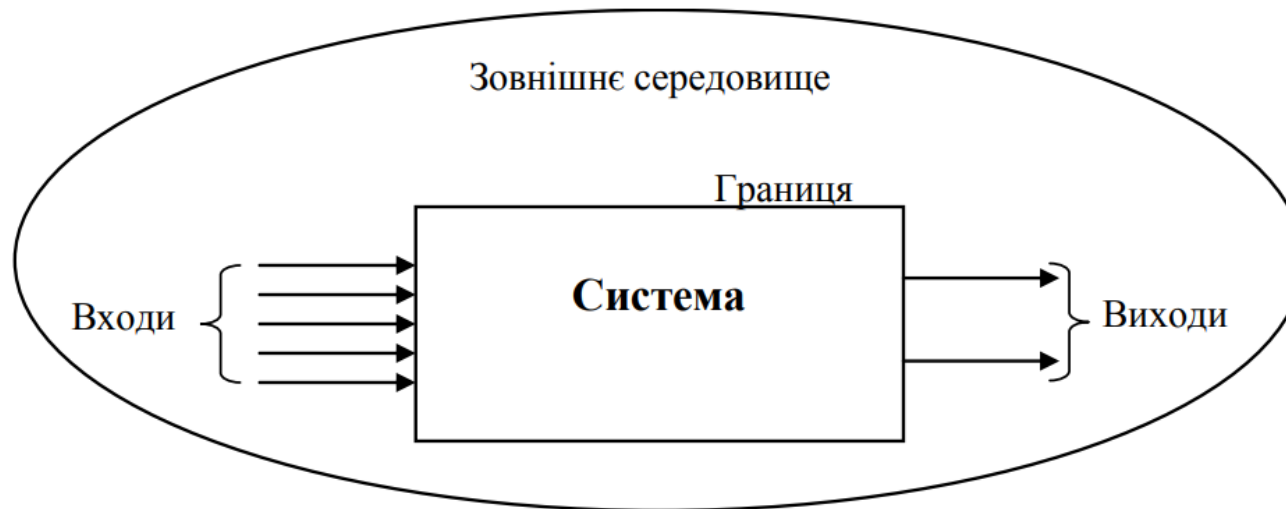 Зовнішнє середовище
Границя
Система
Входи
Виходи